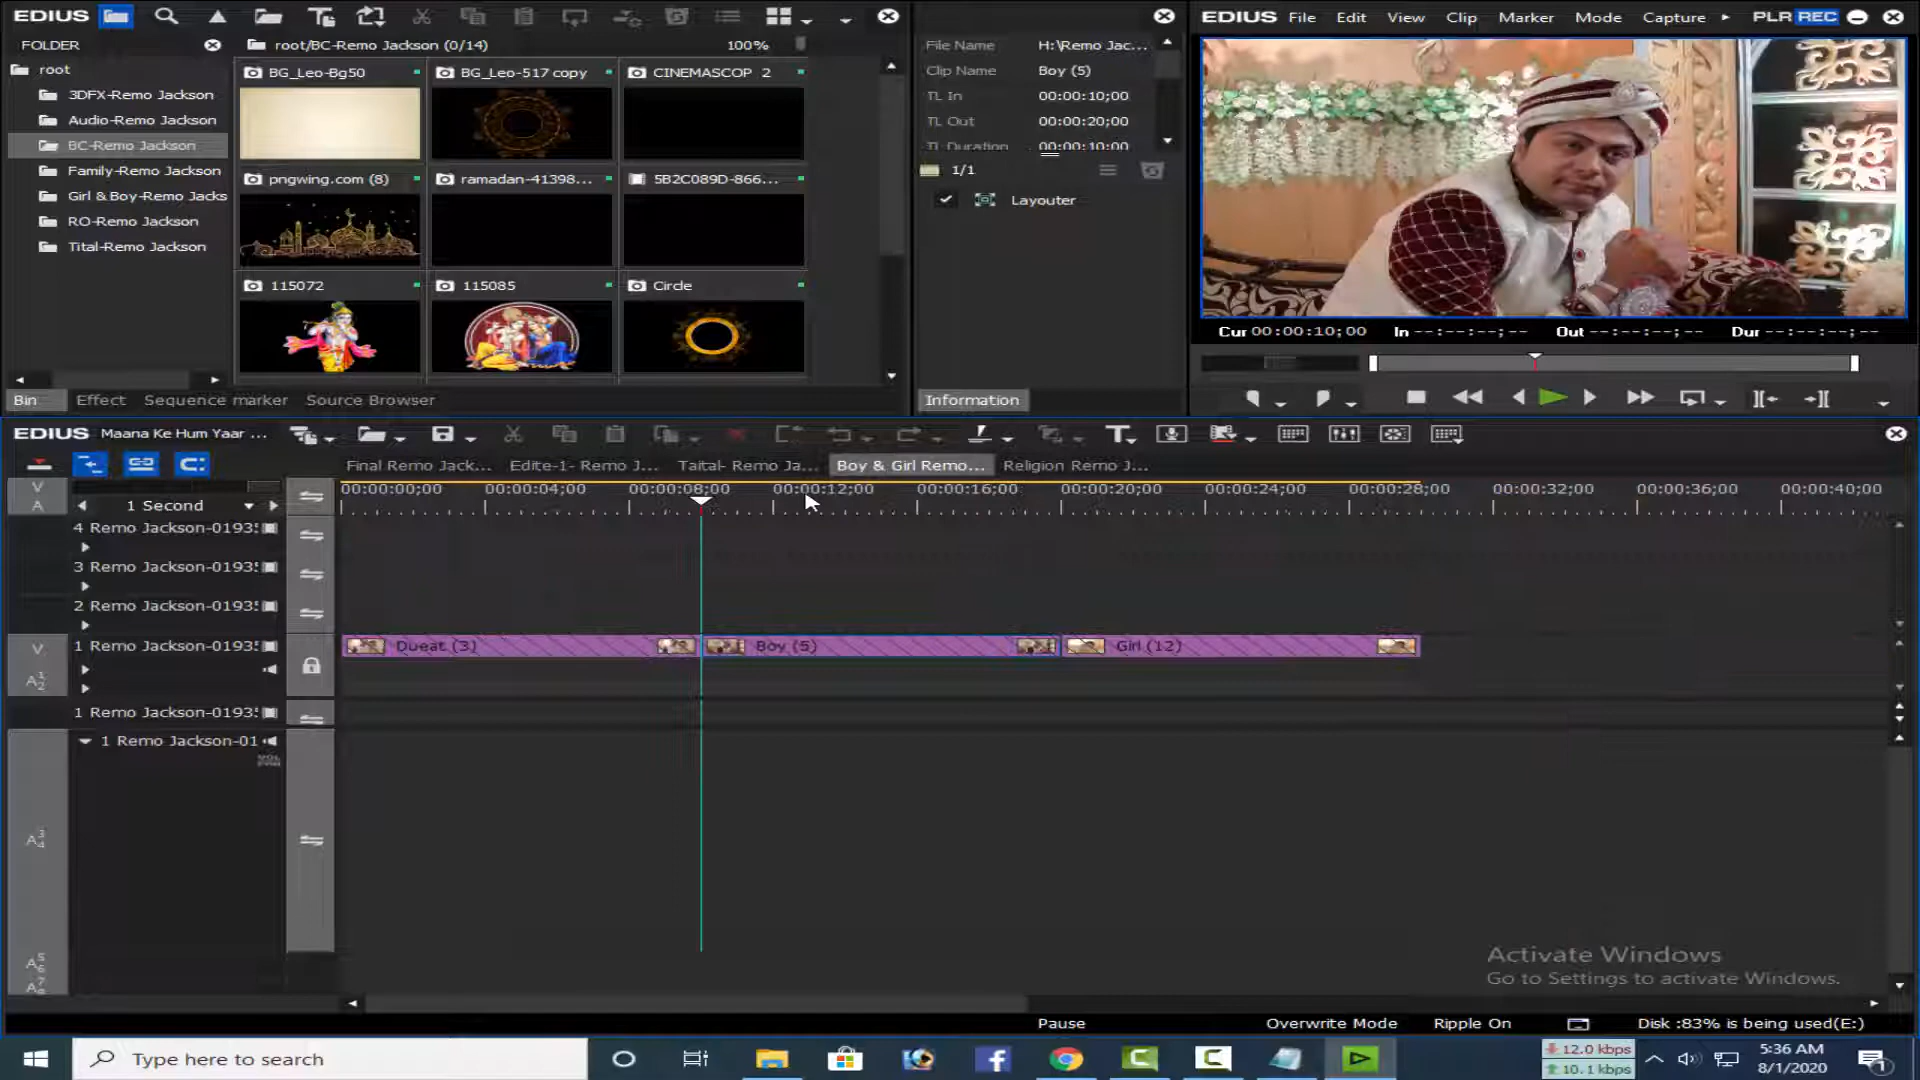 EDIUS
FOLDER
root/BC-Remo Jackson (0/14)
100%
root
3DFX-Remo Jackson
Audio-Remo Jackson
BC-Remo Jackson
Family-Remo Jackson
Girl & Boy-Remo Jacks
RO-Remo Jackson
Tital-Remo Jackson
BG_Leo-Bg50
BG_Leo-517 copy
CINEMASCOP 2
pngwing.com (8)
ramadan-41398...
5B2C089D-866...
115072
115085
Circle
Bin
Effect
Sequence marker
Source Browser
File Name H:\Remo Jac...
Clip Name Boy (5)
TL In 00:00:10;00
TL Out 00:00:20;00
TL Duration 00:00:10:00
1/1
Layouter
Information
EDIUS File Edit View Clip Marker Mode Capture PLR REC
Cur 00:00:10;00 In --:--:--;-- Out --:--:--;-- Dur --:--:--;--
EDIUS Maana Ke Hum Yaar ...
Final Remo Jack... Edite-1- Remo J... Taital- Remo Ja... Boy & Girl Remo... Religion Remo J...
V
A
1 Second
00:00:00;00 00:00:04;00 00:00:08;00 00:00:12;00 00:00:16;00 00:00:20;00 00:00:24;00 00:00:28;00 00:00:32;00 00:00:36;00 00:00:40;00
4 Remo Jackson-0193
3 Remo Jackson-0193
2 Remo Jackson-0193
V
1 Remo Jackson-0193
A1
2
Dueat (3)
Boy (5)
Girl (12)
1 Remo Jackson-0193
1 Remo Jackson-01
VOL
A3
4
A5
6
A7
Activate Windows
Go to Settings to activate Windows.
Pause
Overwrite Mode
Ripple On
Disk :83% is being used(E:)
Type here to search
12.0 kbps
10.1 kbps
5:36 AM
8/1/2020
1